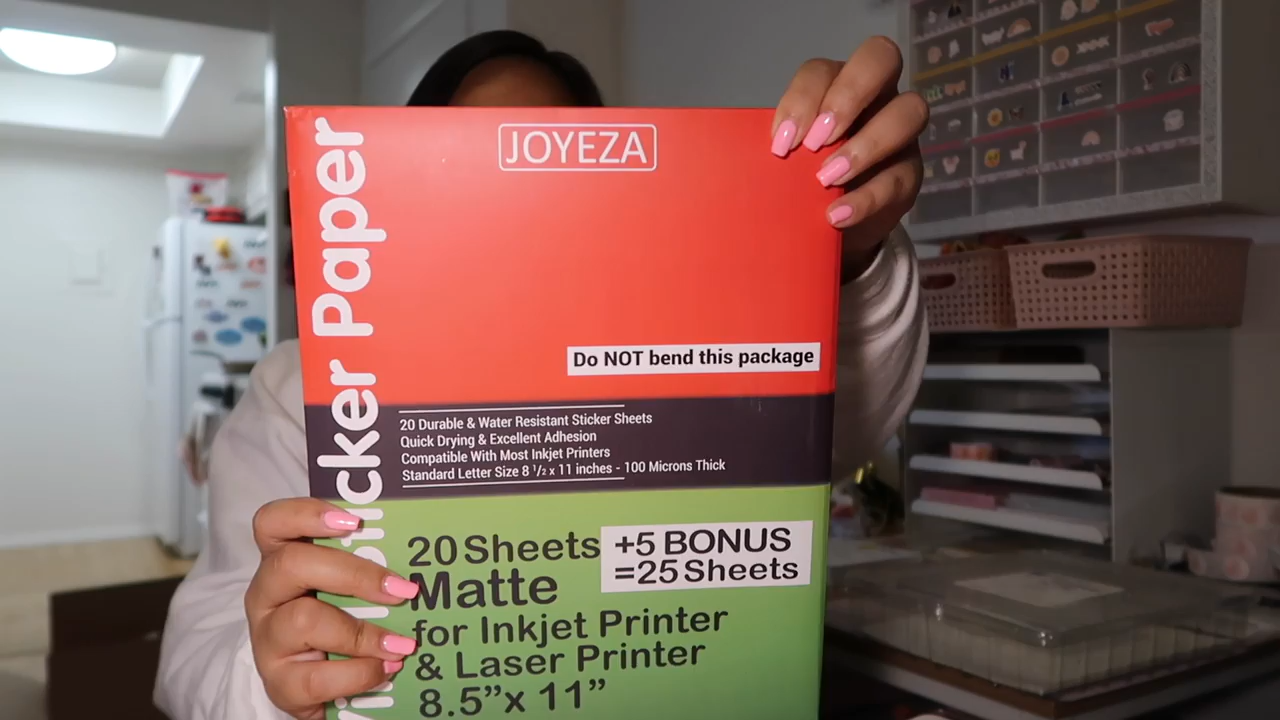 JOYEZA
Sticker Paper
Do NOT bend this package
20 Durable & Water Resistant Sticker Sheets
Quick Drying & Excellent Adhesion
Compatible With Most Inkjet Printers
Standard Letter Size 8 1/2 x 11 inches - 100 Microns Thick
20 Sheets
+5 BONUS
=25 Sheets
Matte
for Inkjet Printer
& Laser Printer
8.5”x 11”